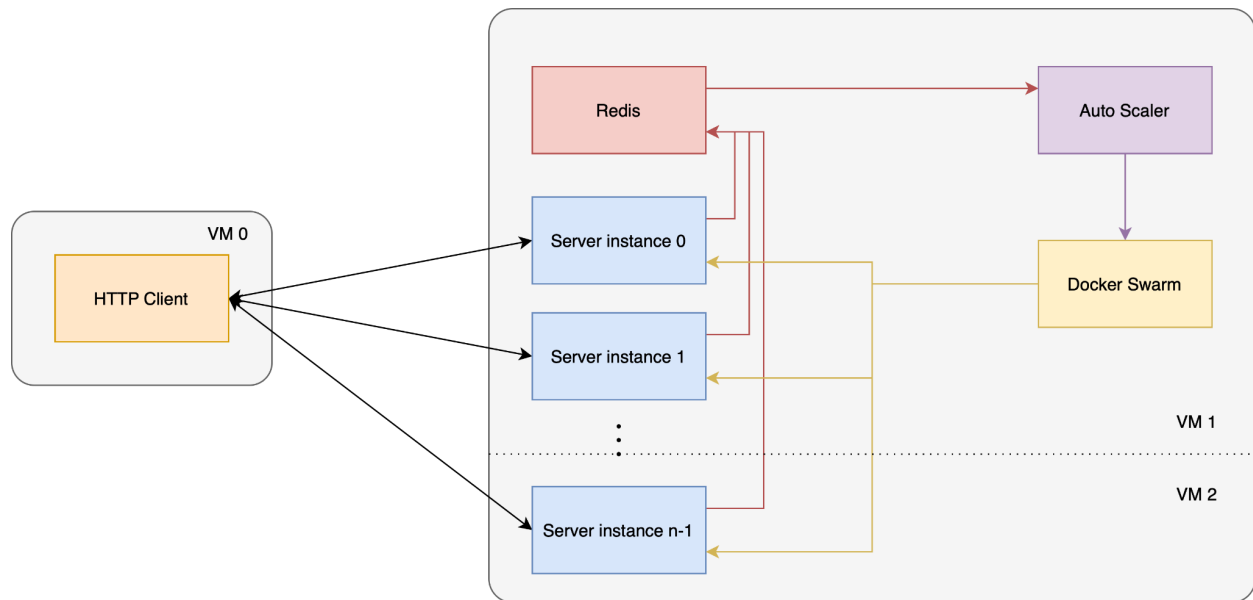 Redis
Auto Scaler
VM 0
Server instance 0
HTTP Client
Docker Swarm
Server instance 1
VM 1
VM 2
Server instance n-1